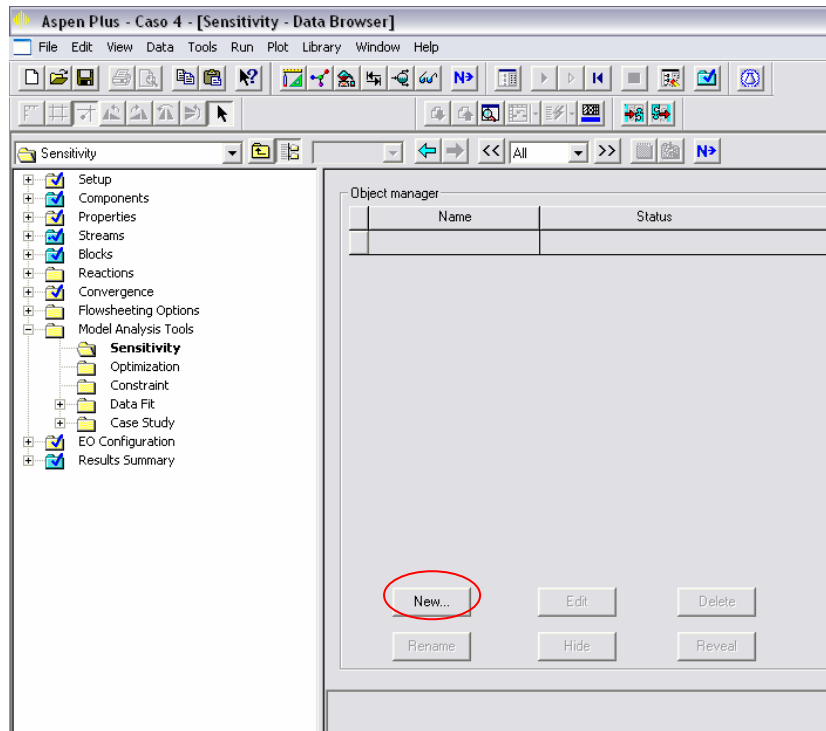 Aspen Plus - Caso 4 - [Sensitivity - Data Browser]
File Edit View Data Tools Run Plot Library Window Help
N>
Sensitivity << All >> N>
Setup
Components
Properties
Streams
Blocks
Reactions
Convergence
Flowsheeting Options
Model Analysis Tools
Sensitivity
Optimization
Constraint
Data Fit
Case Study
EO Configuration
Results Summary
Object manager
Name Status
New... Edit Delete
Rename Hide Reveal